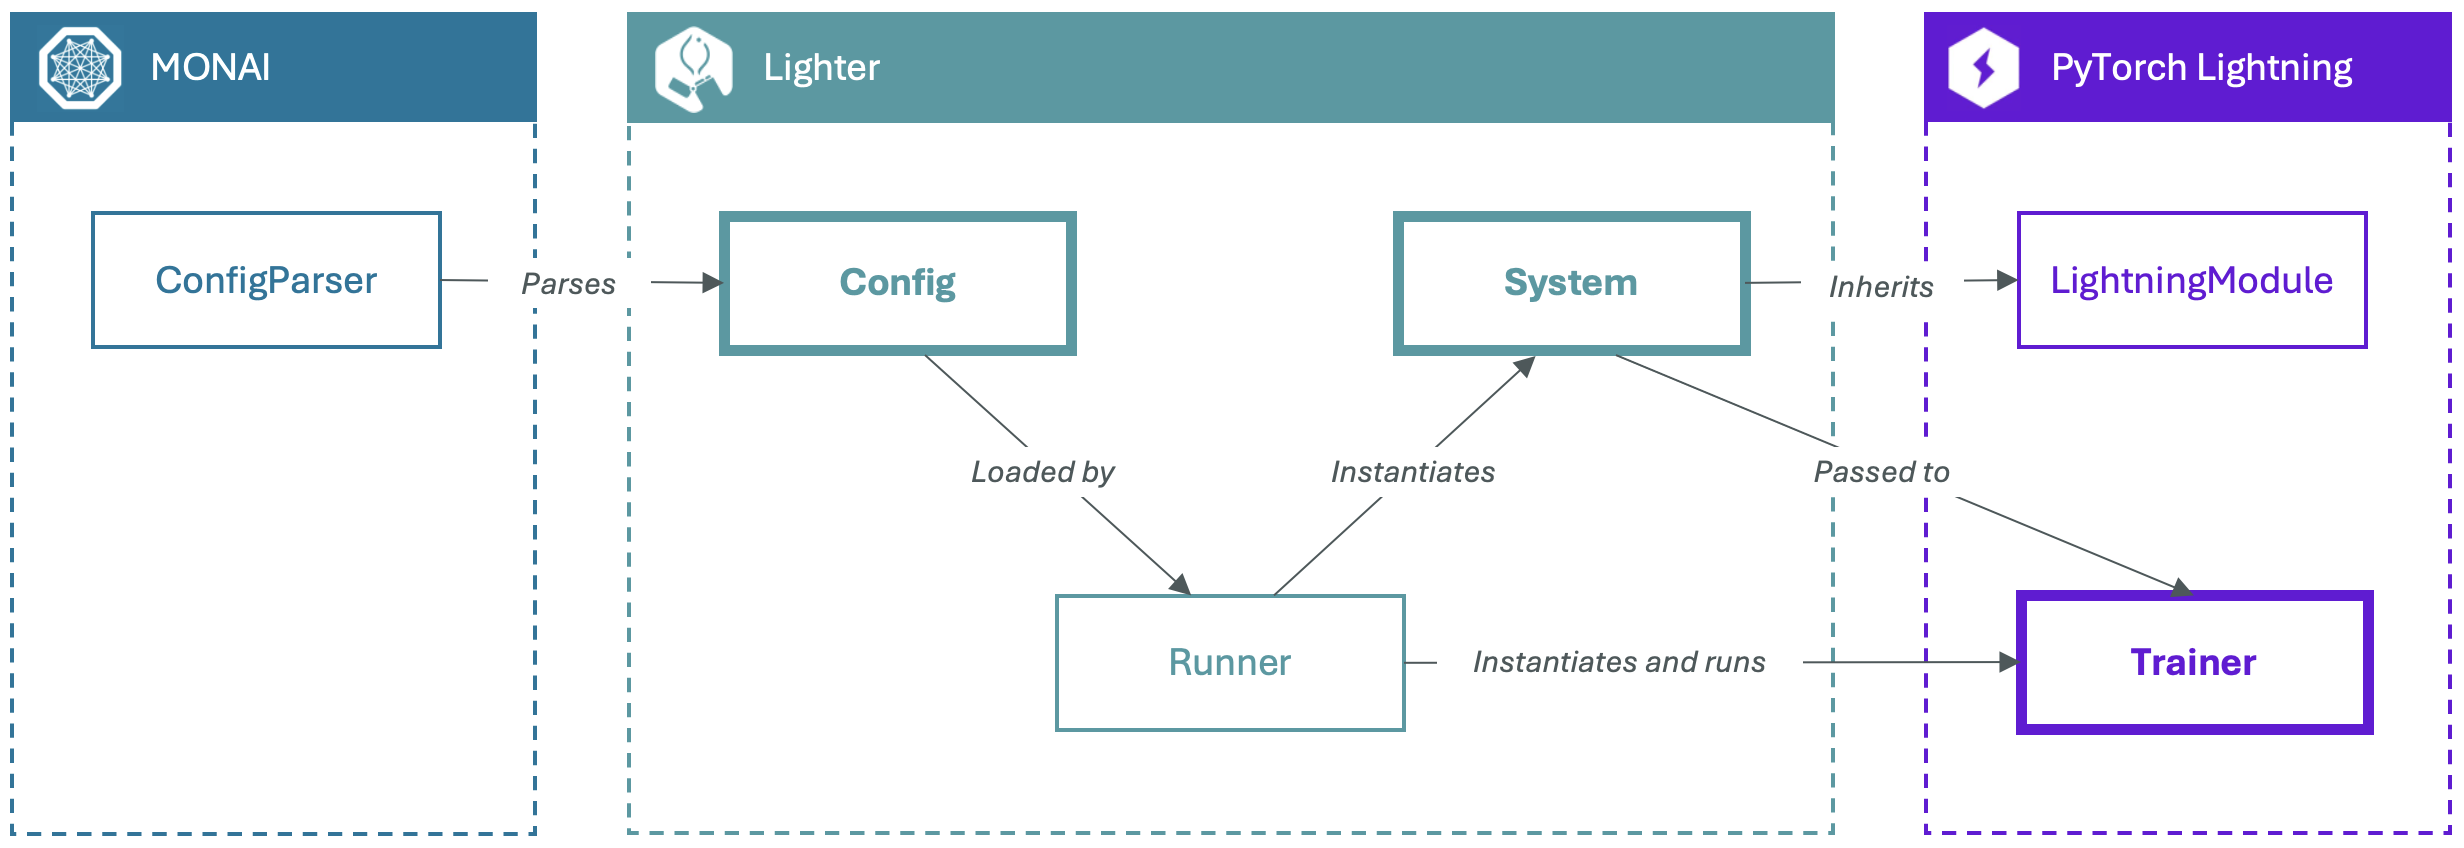 MONAI
Lighter
PyTorch Lightning
ConfigParser
Parses
Config
System
Inherits
LightningModule
Loaded by
Instantiates
Passed to
Runner
Instantiates and runs
Trainer